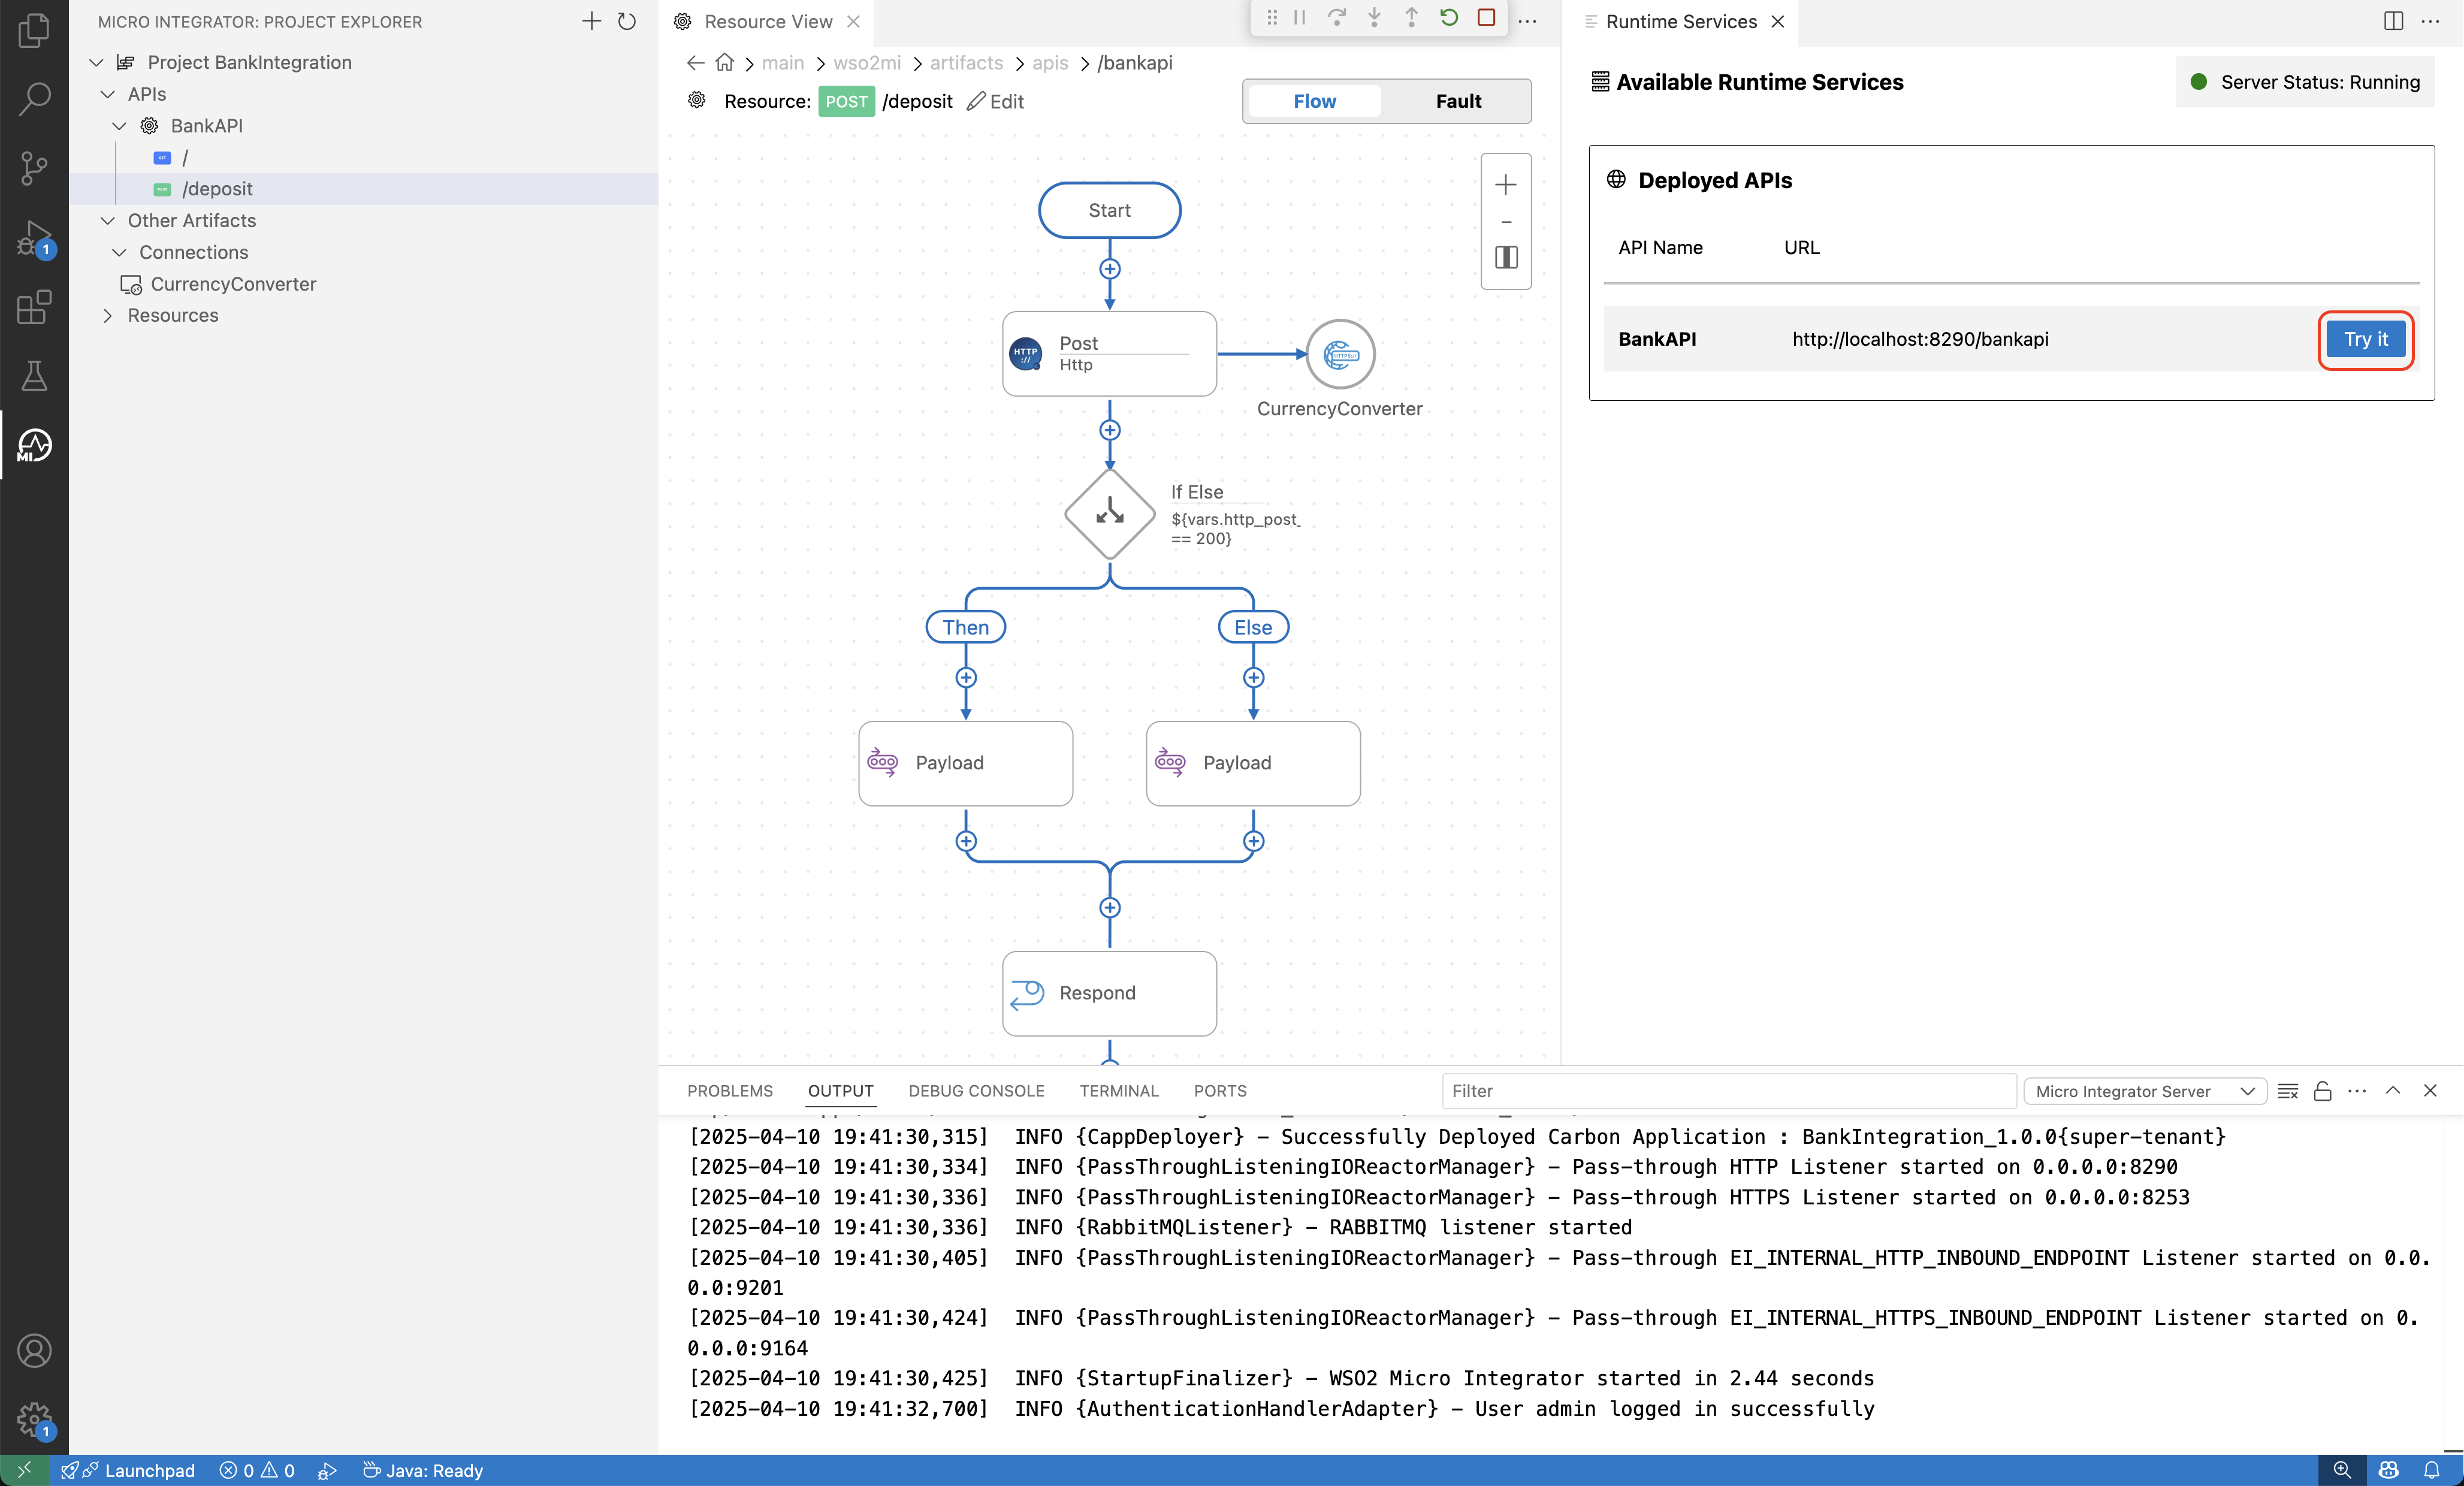 MICRO INTEGRATOR: PROJECT EXPLORER
Project BankIntegration
APIs
BankAPI
GET /
POST /deposit
Other Artifacts
Connections
CurrencyConverter
Resources
1
MI
1
Resource View
main > wso2mi > artifacts > apis > /bankapi
Resource: POST /deposit Edit
Flow Fault
Start
HTTP ://
Post
Http
HTTPS://
CurrencyConverter
If Else
${vars.http_post_
== 200}
Then Else
Payload Payload
Respond
Runtime Services
Available Runtime Services
Server Status: Running
Deployed APIs
API Name URL
BankAPI http://localhost:8290/bankapi Try it
PROBLEMS OUTPUT DEBUG CONSOLE TERMINAL PORTS
Filter
Micro Integrator Server
[2025-04-10 19:41:30,315] INFO {CappDeployer} – Successfully Deployed Carbon Application : BankIntegration_1.0.0{super-tenant}
[2025-04-10 19:41:30,334] INFO {PassThroughListeningIOReactorManager} – Pass-through HTTP Listener started on 0.0.0.0:8290
[2025-04-10 19:41:30,336] INFO {PassThroughListeningIOReactorManager} – Pass-through HTTPS Listener started on 0.0.0.0:8253
[2025-04-10 19:41:30,336] INFO {RabbitMQListener} – RABBITMQ listener started
[2025-04-10 19:41:30,405] INFO {PassThroughListeningIOReactorManager} – Pass-through EI_INTERNAL_HTTP_INBOUND_ENDPOINT Listener started on 0.0.
0.0:9201
[2025-04-10 19:41:30,424] INFO {PassThroughListeningIOReactorManager} – Pass-through EI_INTERNAL_HTTPS_INBOUND_ENDPOINT Listener started on 0.
0.0.0:9164
[2025-04-10 19:41:30,425] INFO {StartupFinalizer} – WSO2 Micro Integrator started in 2.44 seconds
[2025-04-10 19:41:32,700] INFO {AuthenticationHandlerAdapter} – User admin logged in successfully
Launchpad 0 0 Java: Ready